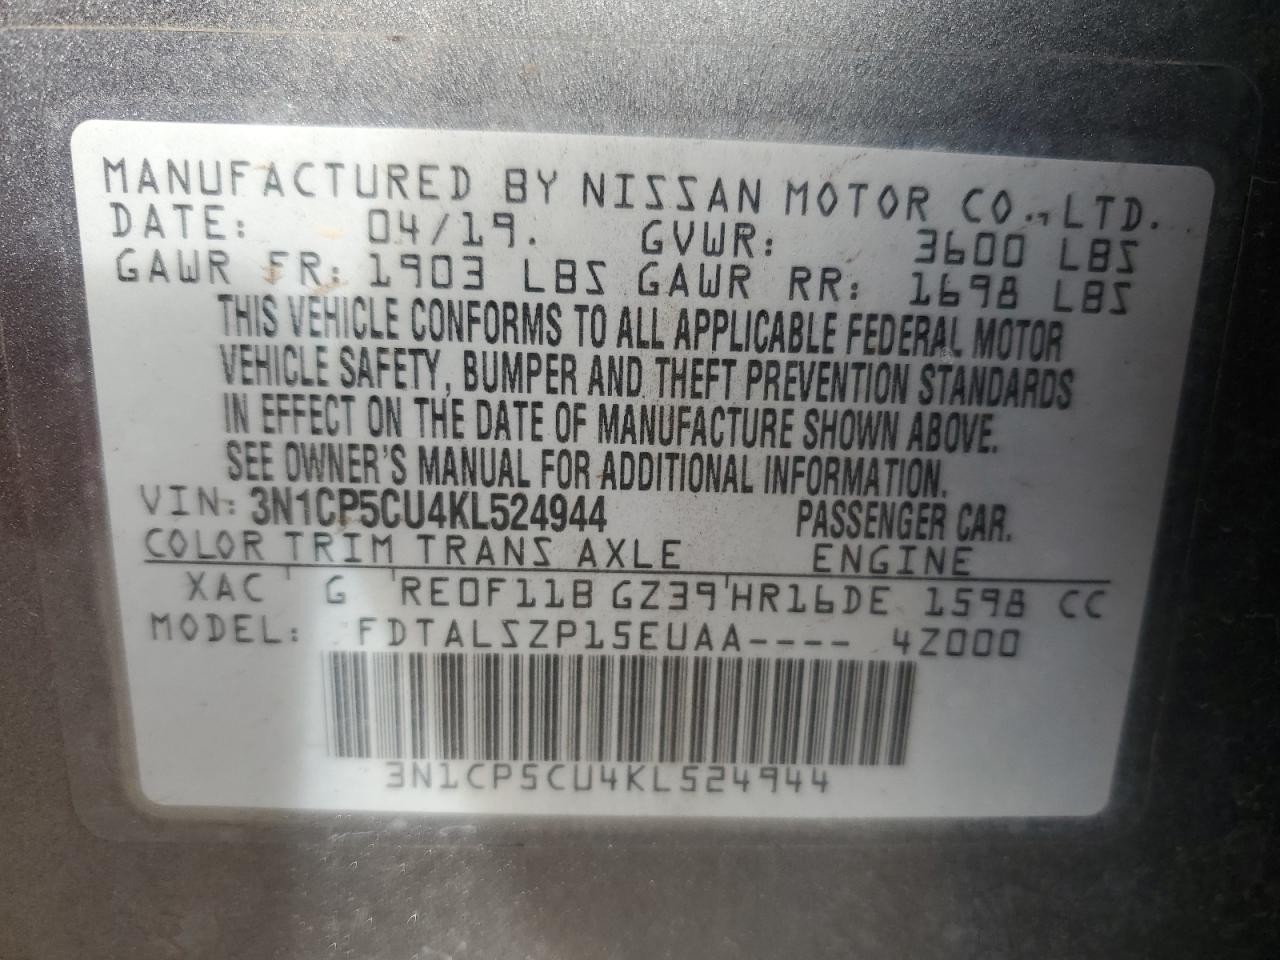 MANUFACTURED BY NISSAN MOTOR CO., LTD.
DATE: 04/19. GVWR: 3600 LBS
GAWR FR: 1903 LBS GAWR RR: 1698 LBS
THIS VEHICLE CONFORMS TO ALL APPLICABLE FEDERAL MOTOR
VEHICLE SAFETY, BUMPER AND THEFT PREVENTION STANDARDS
IN EFFECT ON THE DATE OF MANUFACTURE SHOWN ABOVE.
SEE OWNER'S MANUAL FOR ADDITIONAL INFORMATION.
VIN: 3N1CP5CU4KL524944 PASSENGER CAR.
COLOR TRIM TRANS AXLE ENGINE
XAC G RE0F11B GZ39 HR16DE 1598 CC
MODEL: FDTALSZP15EUAA---- 4Z000
3N1CP5CU4KL524944